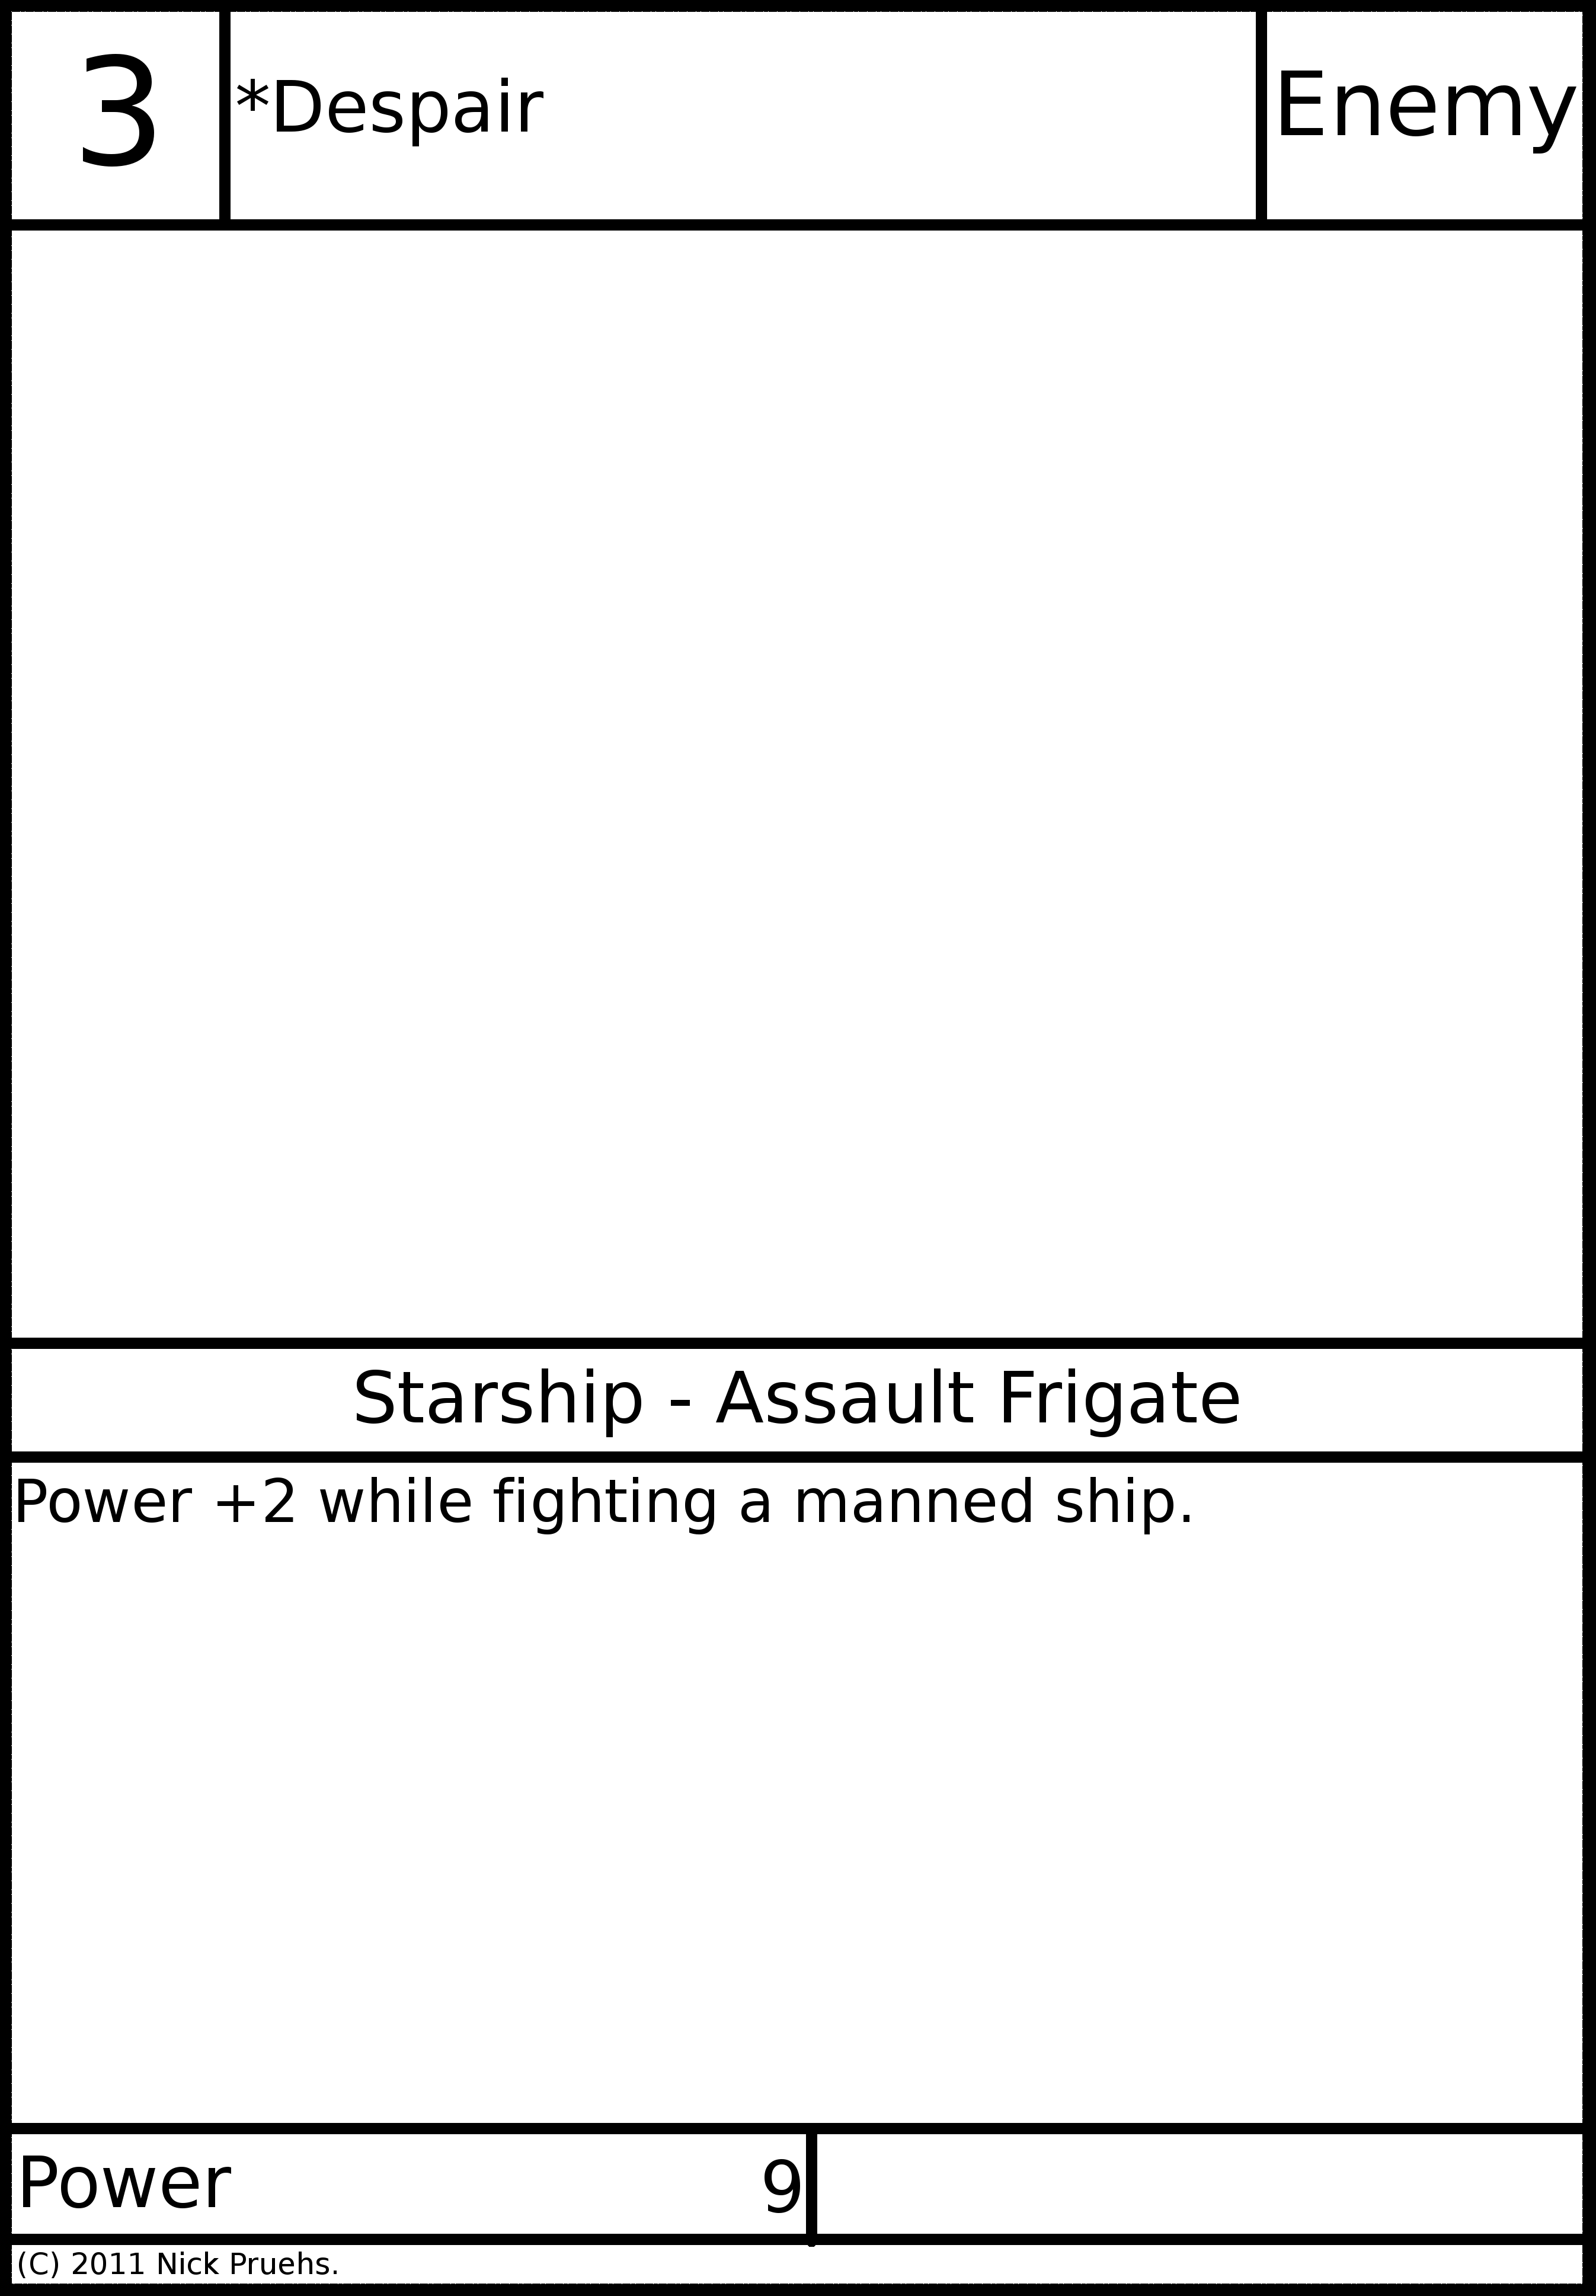 3
*Despair
Enemy
Starship - Assault Frigate
Power +2 while fighting a manned ship.
Power 9
(C) 2011 Nick Pruehs.